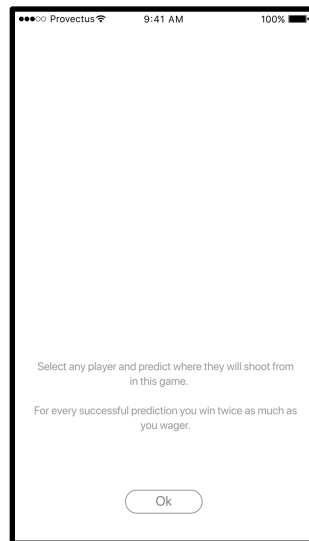 Provectus 9:41 AM 100%
Select any player and predict where they will shoot from
in this game.
For every successful prediction you win twice as much as
you wager.
Ok